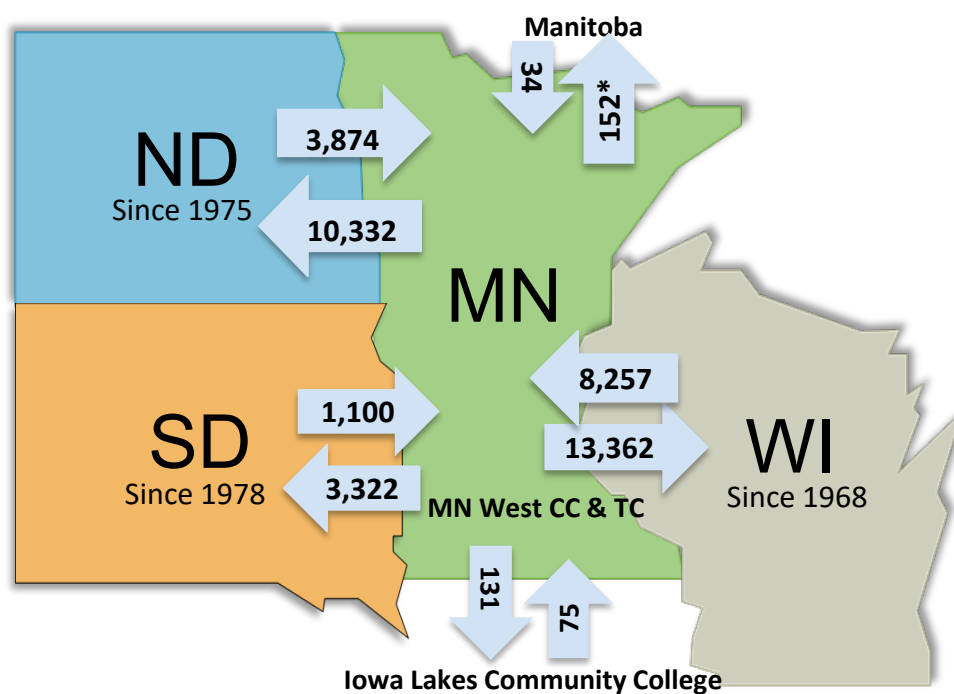 Manitoba
34
152*
3,874
ND
Since 1975
10,332
MN
8,257
1,100
13,362
SD
WI
Since 1978
3,322
Since 1968
MN West CC & TC
131
75
Iowa Lakes Community College